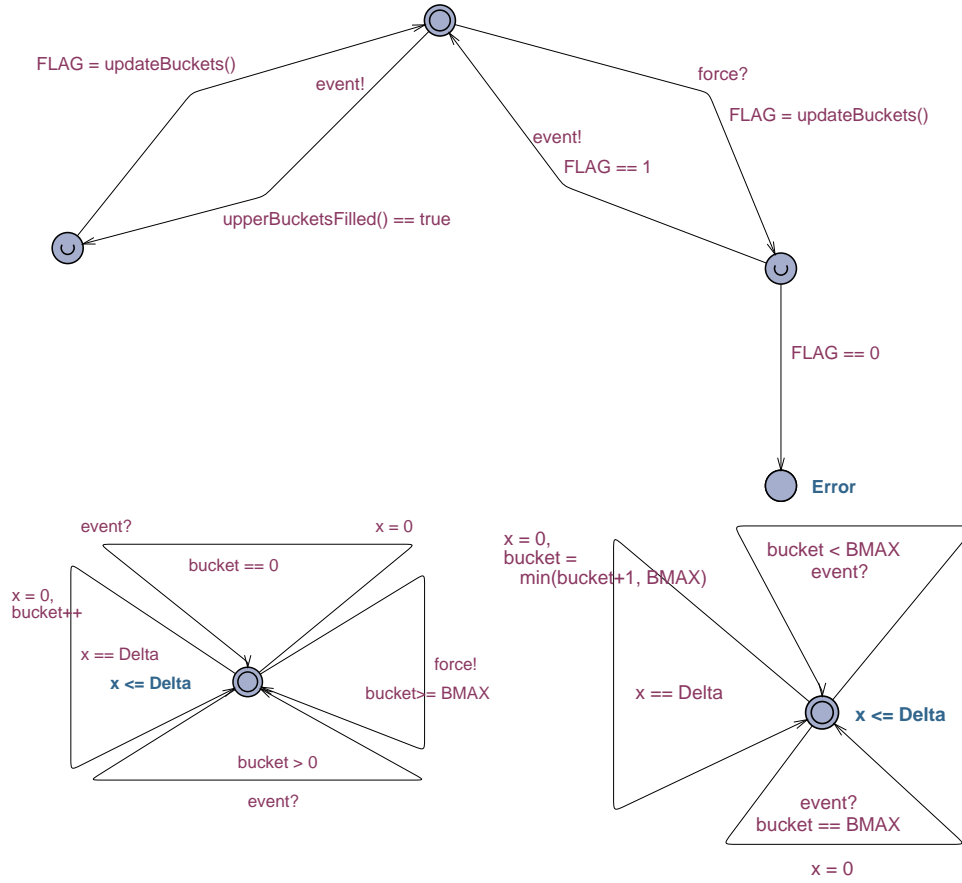 FLAG = updateBuckets()
event!
force?
FLAG = updateBuckets()
event!
FLAG == 1
upperBucketsFilled() == true
FLAG == 0
Error
event?
x = 0
bucket == 0
x = 0,
bucket++
x == Delta
x <= Delta
force!
bucket>= BMAX
bucket > 0
event?
x = 0,
bucket =
min(bucket+1, BMAX)
bucket < BMAX
event?
x == Delta
x <= Delta
event?
bucket == BMAX
x = 0